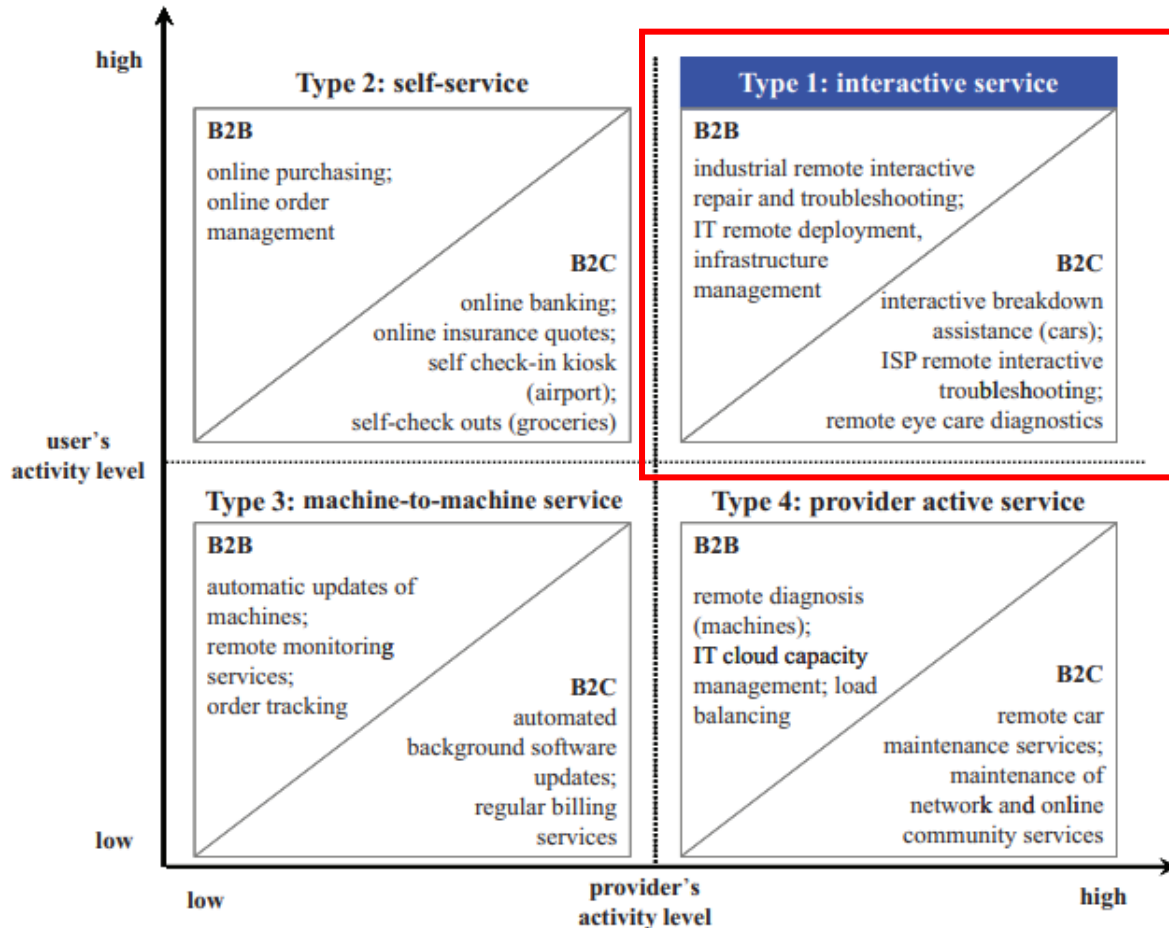 high
Type 2: self-service
B2B
online purchasing;
online order
management
B2C
online banking;
online insurance quotes;
self check-in kiosk
(airport);
self-check outs (groceries)
Type 1: interactive service
B2B
industrial remote interactive
repair and troubleshooting;
IT remote deployment,
infrastructure
management
B2C
interactive breakdown
assistance (cars);
ISP remote interactive
troubleshooting;
remote eye care diagnostics
user's
activity level
Type 3: machine-to-machine service
B2B
automatic updates of
machines;
remote monitoring
services;
order tracking
B2C
automated
background software
updates;
regular billing
services
Type 4: provider active service
B2B
remote diagnosis
(machines);
IT cloud capacity
management; load
balancing
B2C
remote car
maintenance services;
maintenance of
network and online
community services
low
low
provider's
activity level
high